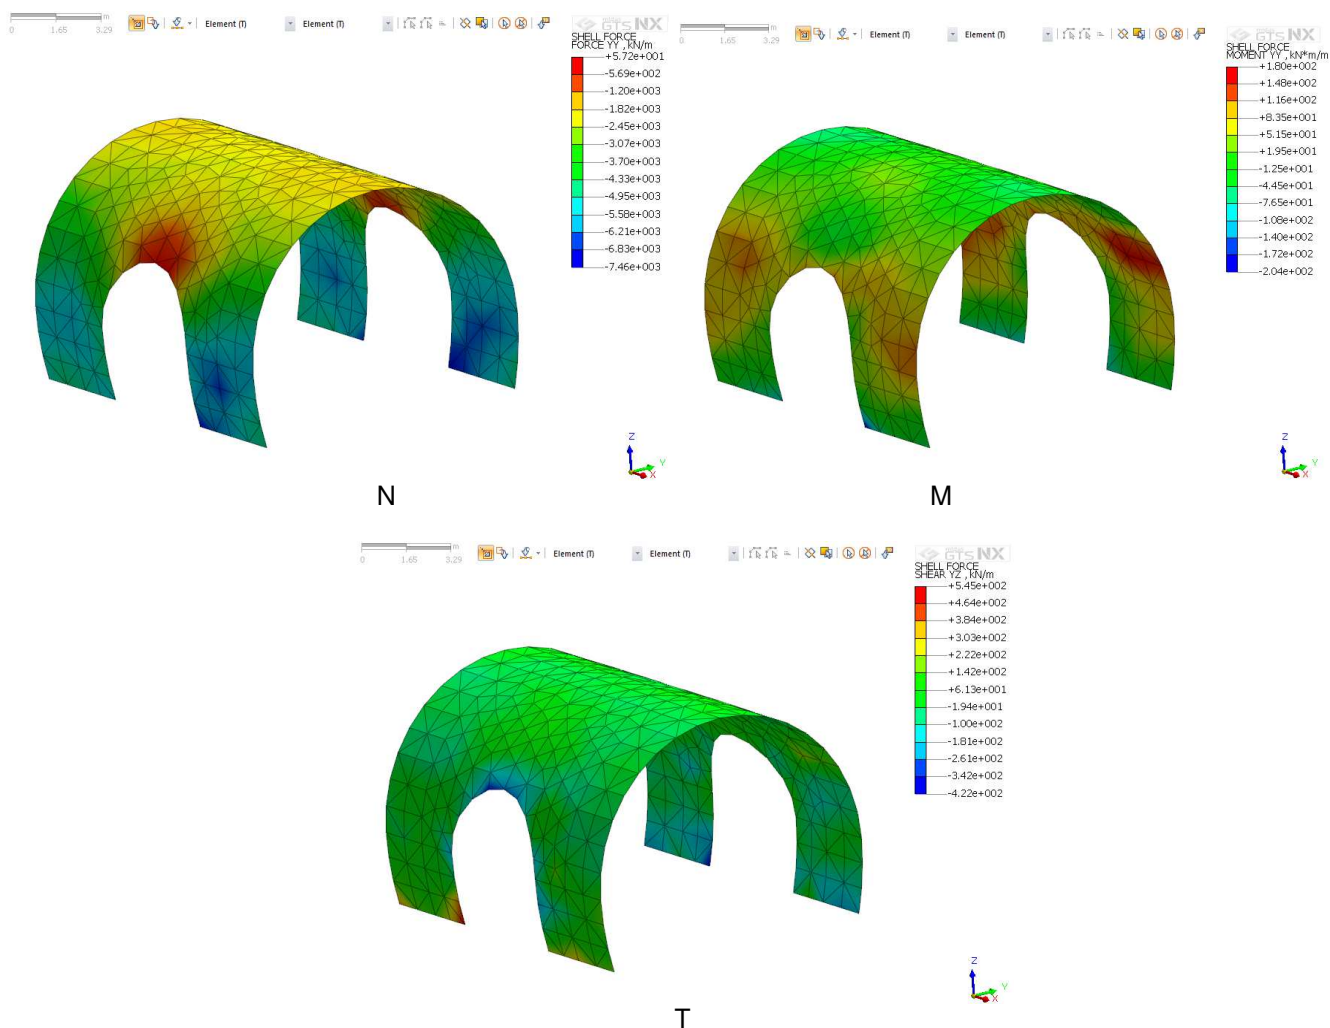 m
0 1.65 3.29
Element (T) Element (T)
GTS NX
SHELL FORCE
FORCE YY , kN/m
+5.72e+001
-5.69e+002
-1.20e+003
-1.82e+003
-2.45e+003
-3.07e+003
-3.70e+003
-4.33e+003
-4.95e+003
-5.58e+003
-6.21e+003
-6.83e+003
-7.46e+003
Z
Y
X
N
m
0 1.65 3.29
Element (T) Element (T)
GTS NX
SHELL FORCE
MOMENT YY , kN*m/m
+1.80e+002
+1.48e+002
+1.16e+002
+8.35e+001
+5.15e+001
+1.95e+001
-1.25e+001
-4.45e+001
-7.65e+001
-1.08e+002
-1.40e+002
-1.72e+002
-2.04e+002
Z
Y
X
M
m
0 1.65 3.29
Element (T) Element (T)
GTS NX
SHELL FORCE
SHEAR YZ , kN/m
+5.45e+002
+4.64e+002
+3.84e+002
+3.03e+002
+2.22e+002
+1.42e+002
+6.13e+001
-1.94e+001
-1.00e+002
-1.81e+002
-2.61e+002
-3.42e+002
-4.22e+002
Z
Y
X
T